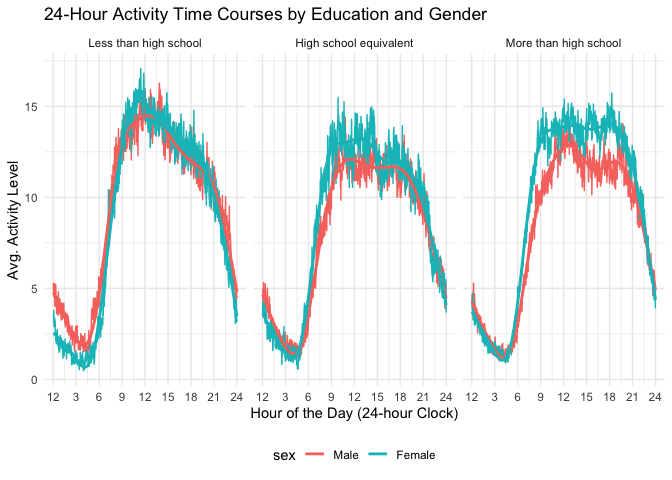 24-Hour Activity Time Courses by Education and Gender
Less than high school High school equivalent More than high school
15
10
5
0
12 3 6 9 12 15 18 21 24 12 3 6 9 12 15 18 21 24 12 3 6 9 12 15 18 21 24
Avg. Activity Level
Hour of the Day (24-hour Clock)
sex Male Female